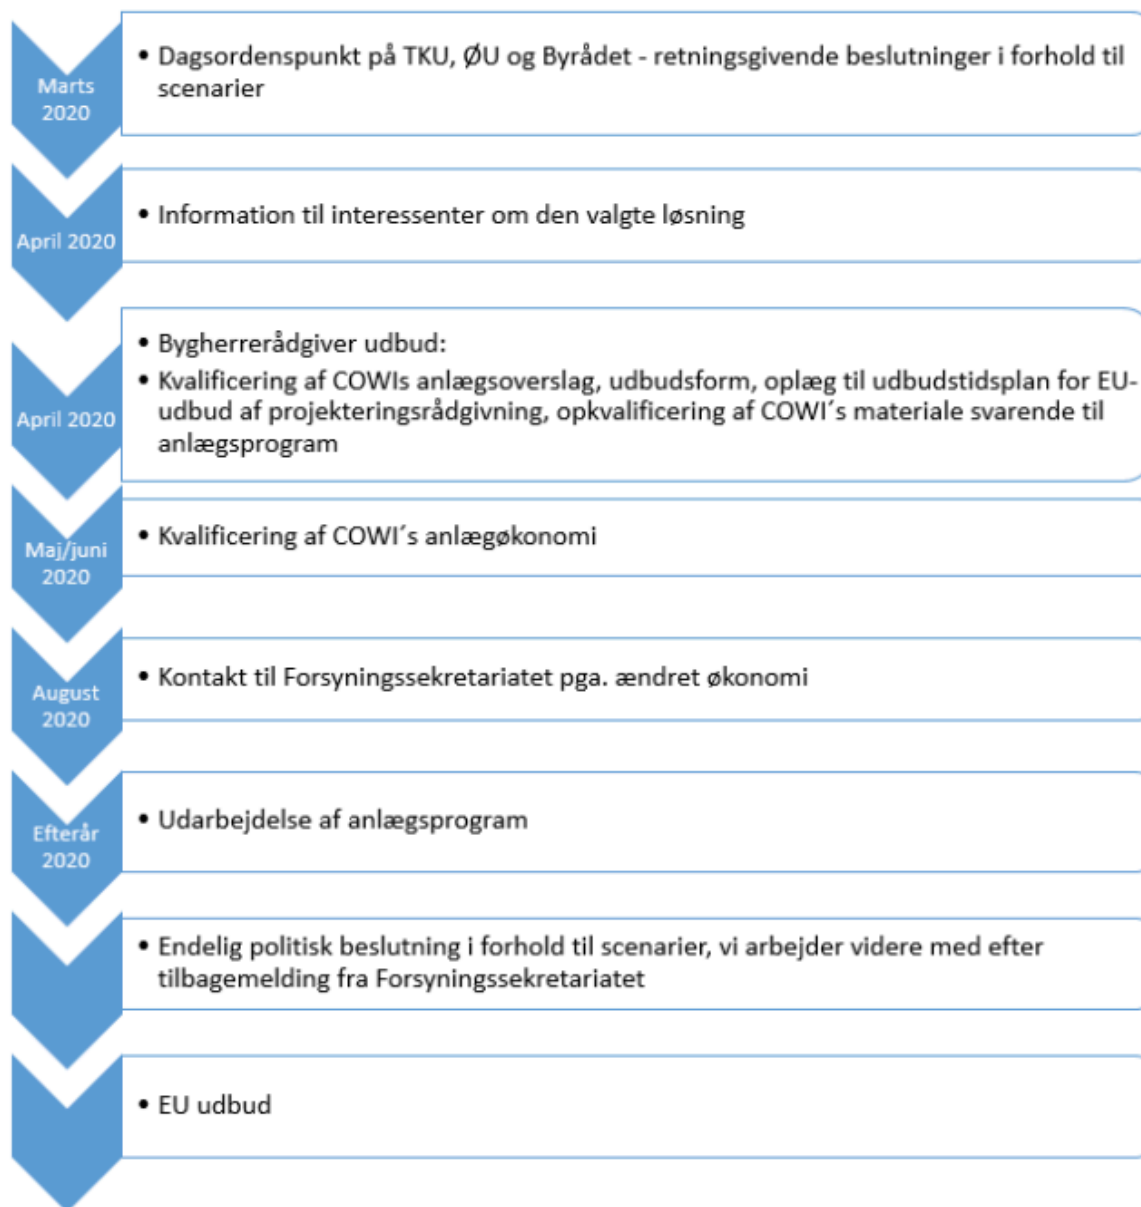 Marts
2020
• Dagsordenspunkt på TKU, ØU og Byrådet - retningsgivende beslutninger i forhold til
scenarier
April 2020
• Information til interessenter om den valgte løsning
April 2020
• Bygherrerådgiver udbud:
• Kvalificering af COWIs anlægsoverslag, udbudsform, oplæg til udbudstidsplan for EU-
udbud af projekteringsrådgivning, opkvalificering af COWI´s materiale svarende til
anlægsprogram
Maj/juni
2020
• Kvalificering af COWI´s anlægøkonomi
August
2020
• Kontakt til Forsyningssekretariatet pga. ændret økonomi
Efterår
2020
• Udarbejdelse af anlægsprogram
• Endelig politisk beslutning i forhold til scenarier, vi arbejder videre med efter
tilbagemelding fra Forsyningssekretariatet
• EU udbud